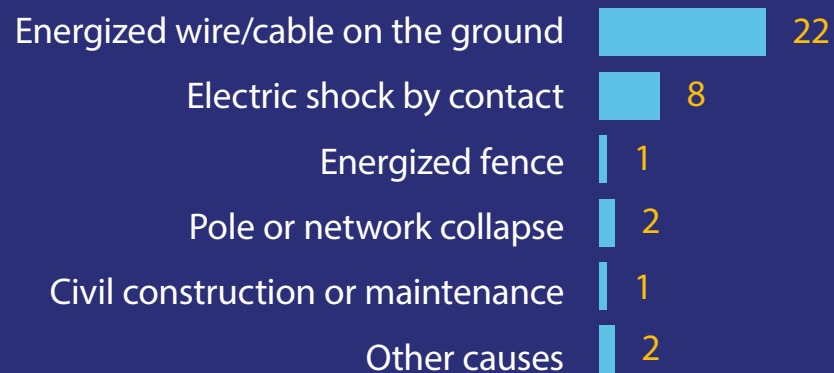 Energized wire/cable on the ground 22
Electric shock by contact 8
Energized fence 1
Pole or network collapse 2
Civil construction or maintenance 1
Other causes 2